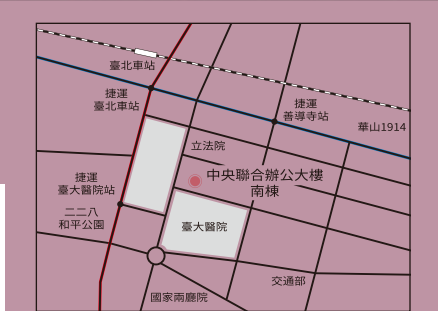 臺北車站
捷運
臺北車站
捷運
善導寺站
華山1914
立法院
中央聯合辦公大樓
南棟
捷運
臺大醫院站
二二八
和平公園
臺大醫院
交通部
國家兩廳院